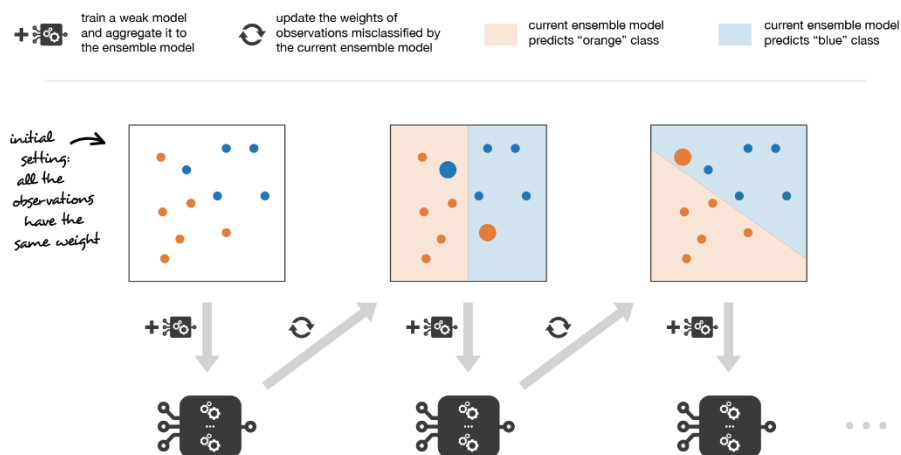 train a weak model
and aggregate it to
the ensemble model
update the weights of
observations misclassified by
the current ensemble model
current ensemble model
predicts “orange” class
current ensemble model
predicts “blue” class
initial
setting:
all the
observations
have the
same weight